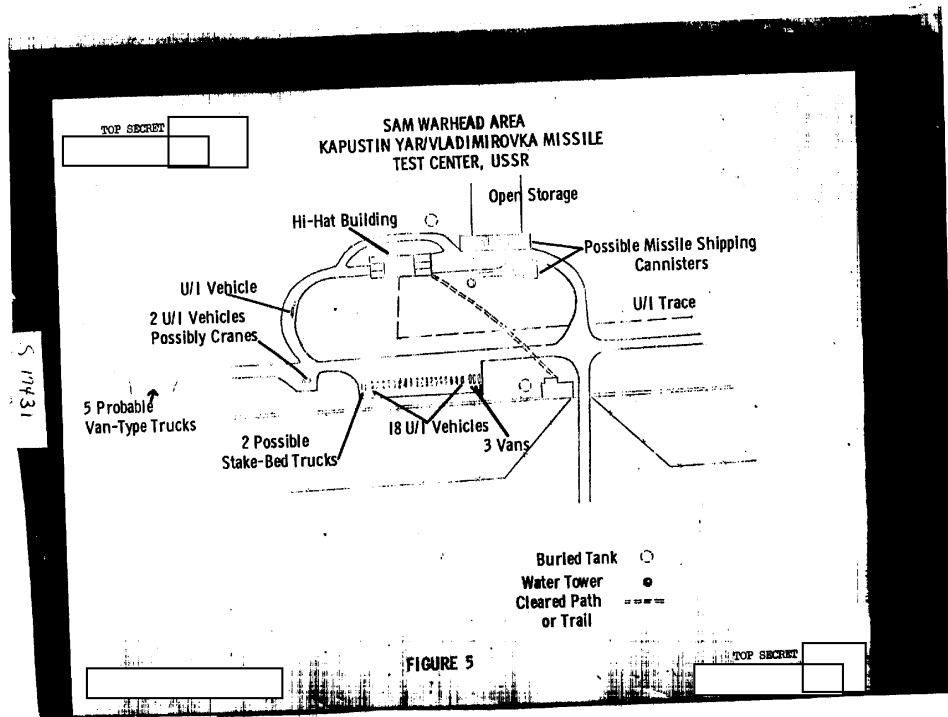 TOP SECRET
SAM WARHEAD AREA
KAPUSTIN YAR/VLADIMIROVKA MISSILE
TEST CENTER, USSR
Open Storage
Hi-Hat Building
Possible Missile Shipping
Cannisters
U/I Vehicle
U/I Trace
2 U/I Vehicles
Possibly Cranes
5 Probable
Van-Type Trucks
2 Possible
Stake-Bed Trucks
18 U/I Vehicles
3 Vans
Buried Tank
Water Tower
Cleared Path
or Trail
FIGURE 5
TOP SECRET
S 17431